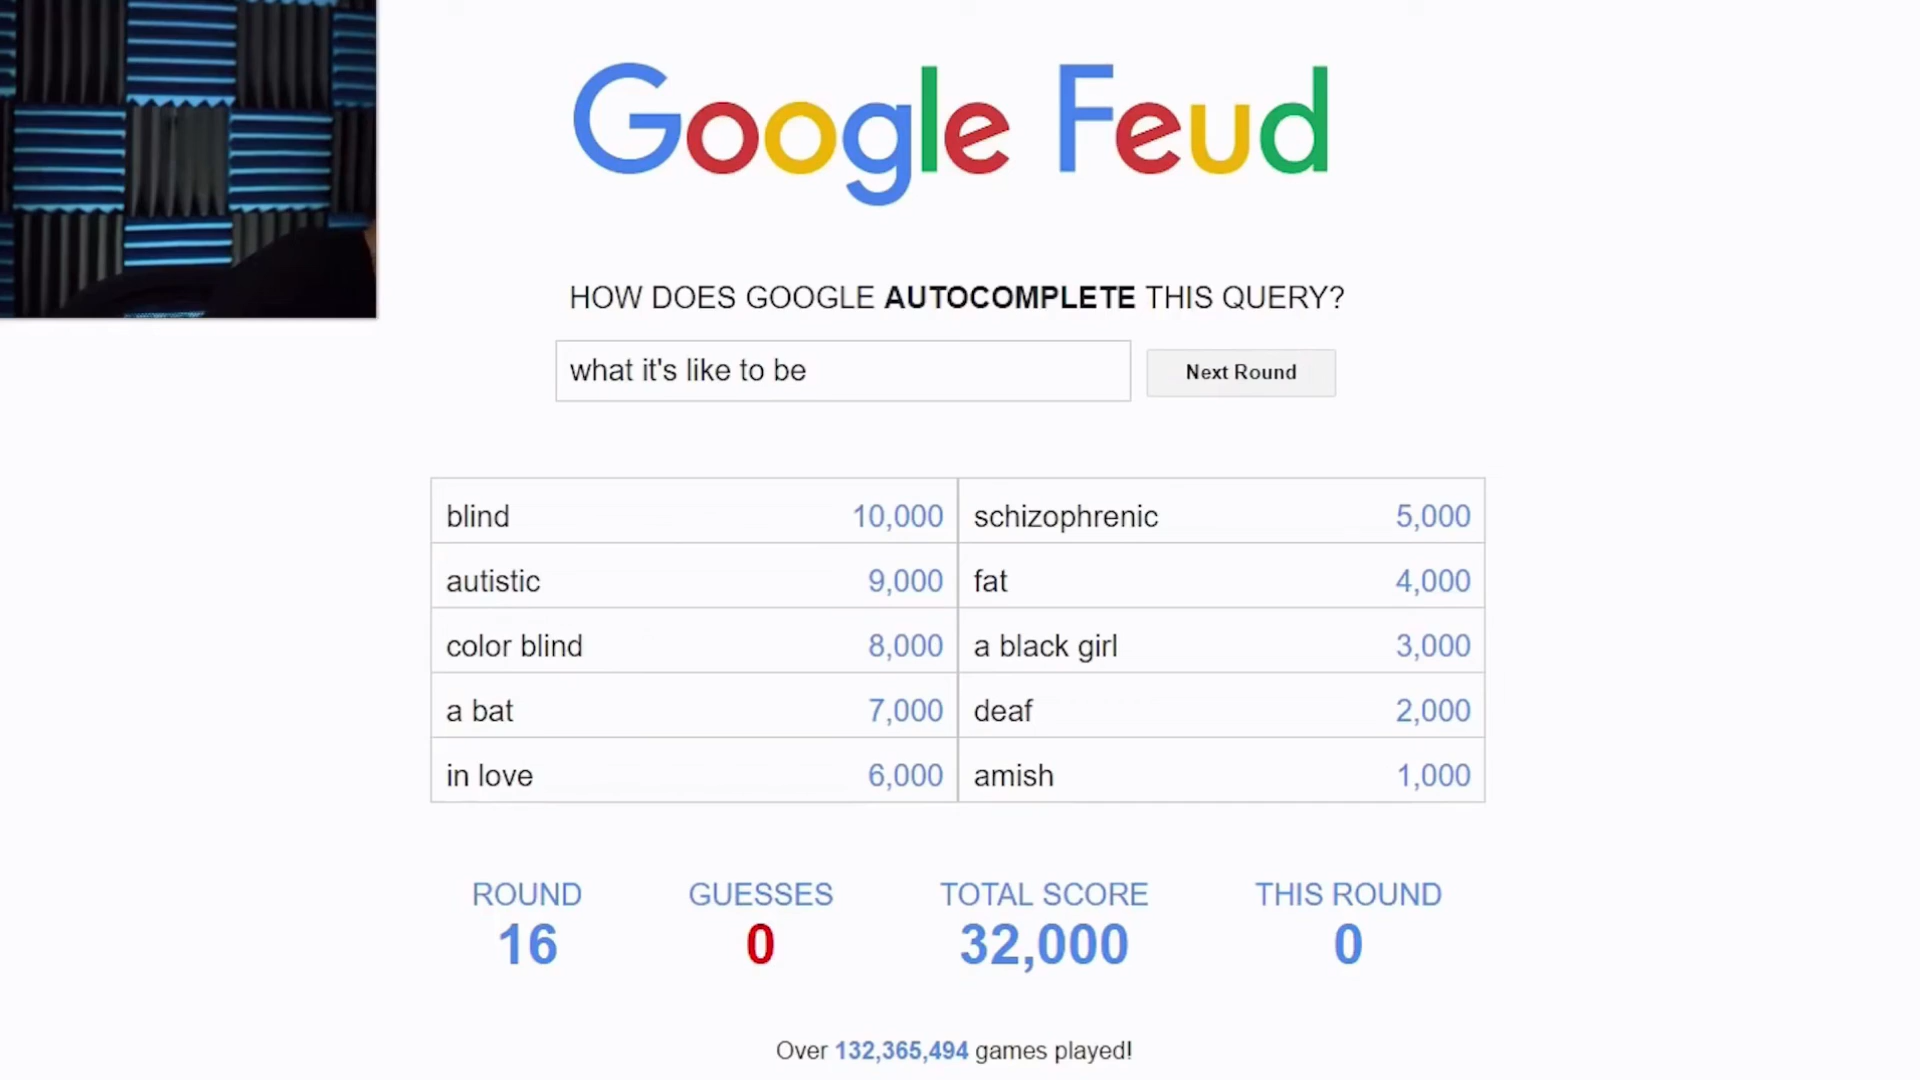 Google Feud
HOW DOES GOOGLE AUTOCOMPLETE THIS QUERY?
what it's like to be
Next Round
blind 10,000 schizophrenic 5,000
autistic 9,000 fat 4,000
color blind 8,000 a black girl 3,000
a bat 7,000 deaf 2,000
in love 6,000 amish 1,000
ROUND GUESSES TOTAL SCORE THIS ROUND
16 0 32,000 0
Over 132,365,494 games played!